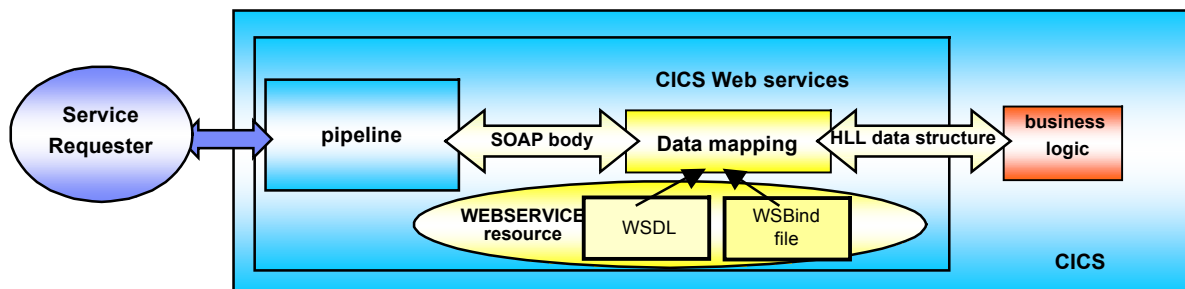 CICS Web services
Service
Requester
pipeline
SOAP body
Data mapping
HLL data structure
business
logic
WEBSERVICE
resource
WSDL
WSBind
file
CICS